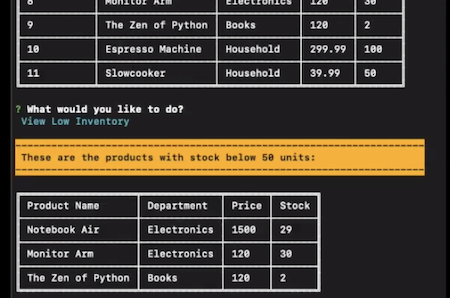 8 Monitor Arm Electronics 120 30
9 The Zen of Python Books 120 2
10 Espresso Machine Household 299.99 100
11 Slowcooker Household 39.99 50
? What would you like to do?
View Low Inventory
These are the products with stock below 50 units:
Product Name Department Price Stock
Notebook Air Electronics 1500 29
Monitor Arm Electronics 120 30
The Zen of Python Books 120 2